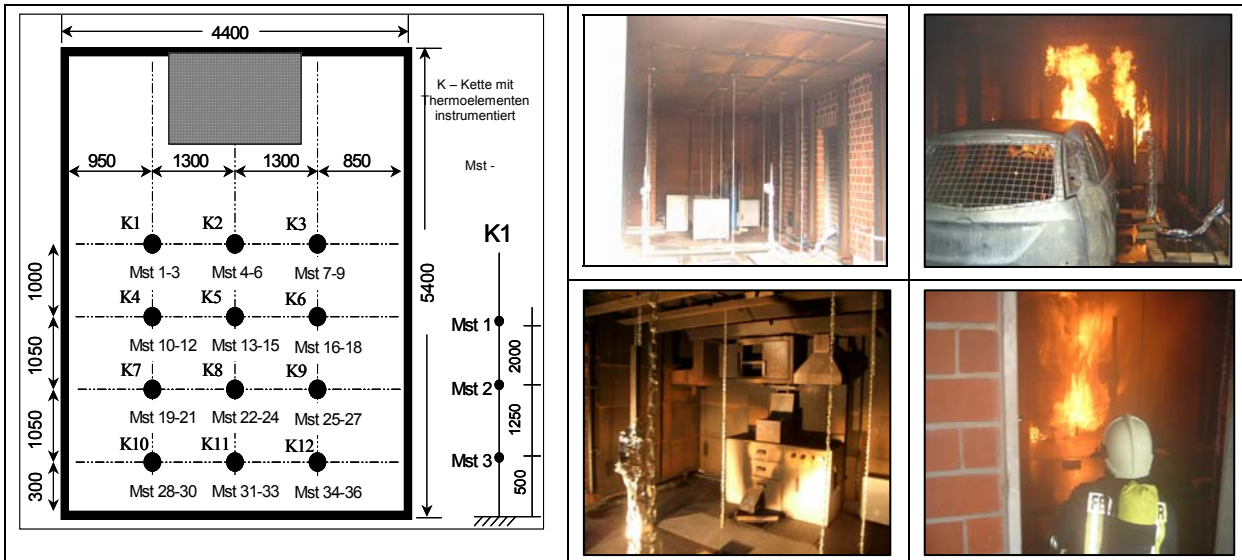 4400
K – Kette mit
Thermoelementen
instrumentiert
950
1300
1300
850
Mst -
K1
K2
K3
K1
Mst 1-3
Mst 4-6
Mst 7-9
1000
5400
K4
K5
K6
Mst 1
Mst 10-12
Mst 13-15
Mst 16-18
2000
1050
K7
K8
K9
Mst 2
Mst 19-21
Mst 22-24
Mst 25-27
1250
1050
K10
K11
K12
Mst 3
Mst 28-30
Mst 31-33
Mst 34-36
500
300